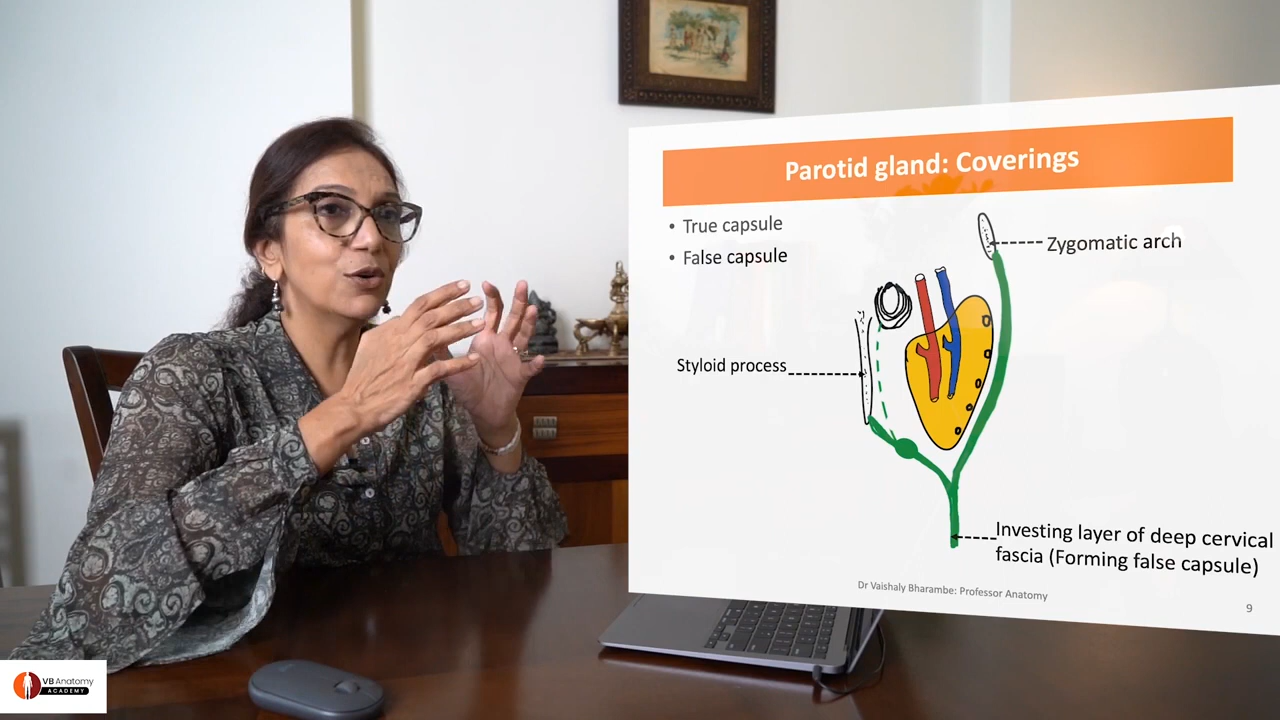 Parotid gland: Coverings
• True capsule
• False capsule
Zygomatic arch
Styloid process
Investing layer of deep cervical
fascia (Forming false capsule)
Dr Vaishaly Bharambe: Professor Anatomy
9
VB Anatomy
ACADEMY